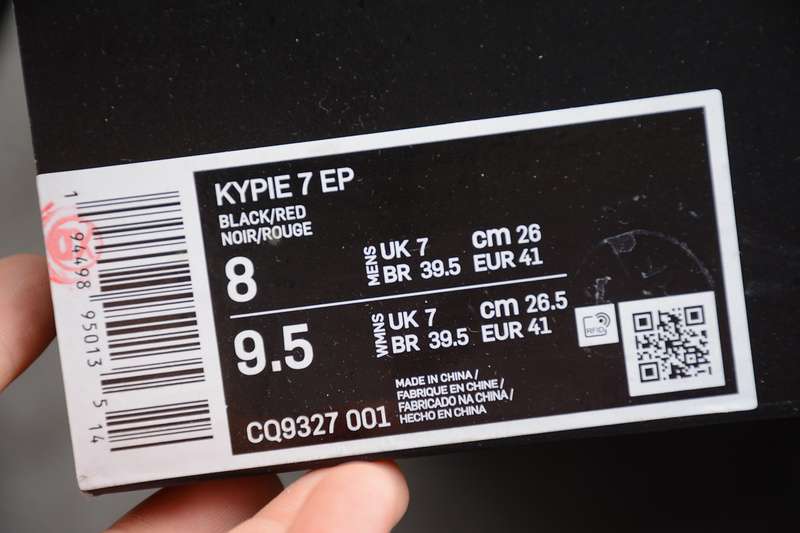 KYPIE 7 EP
BLACK/RED
NOIR/ROUGE
8
MENS
UK 7 cm 26
BR 39.5 EUR 41
9.5
WMNS
UK 7 cm 26.5
BR 39.5 EUR 41
RFID
CQ9327 001
MADE IN CHINA /
FABRIQUE EN CHINE /
FABRICADO NA CHINA /
HECHO EN CHINA
1 94498 95013 5 14